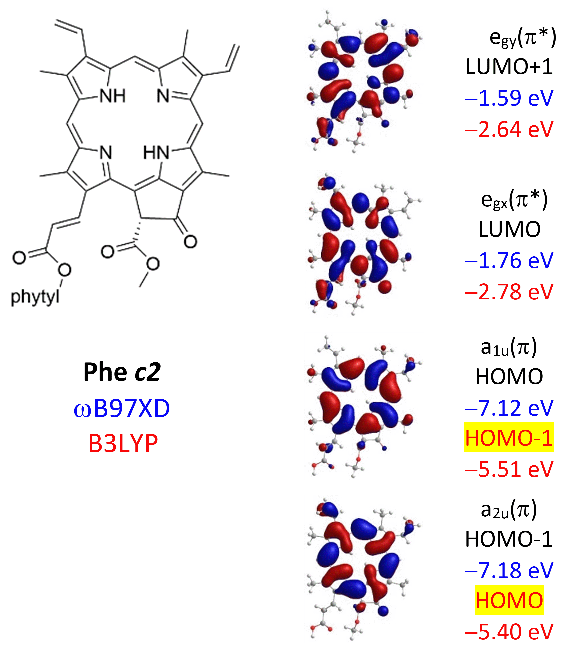 NH
N
N
HN
O
O
O
O
O
phytyl
Phe c2
ωB97XD
B3LYP
e_gy(π*)
LUMO+1
−1.59 eV
−2.64 eV
e_gx(π*)
LUMO
−1.76 eV
−2.78 eV
a_1u(π)
HOMO
−7.12 eV
HOMO-1
−5.51 eV
a_2u(π)
HOMO-1
−7.18 eV
HOMO
−5.40 eV